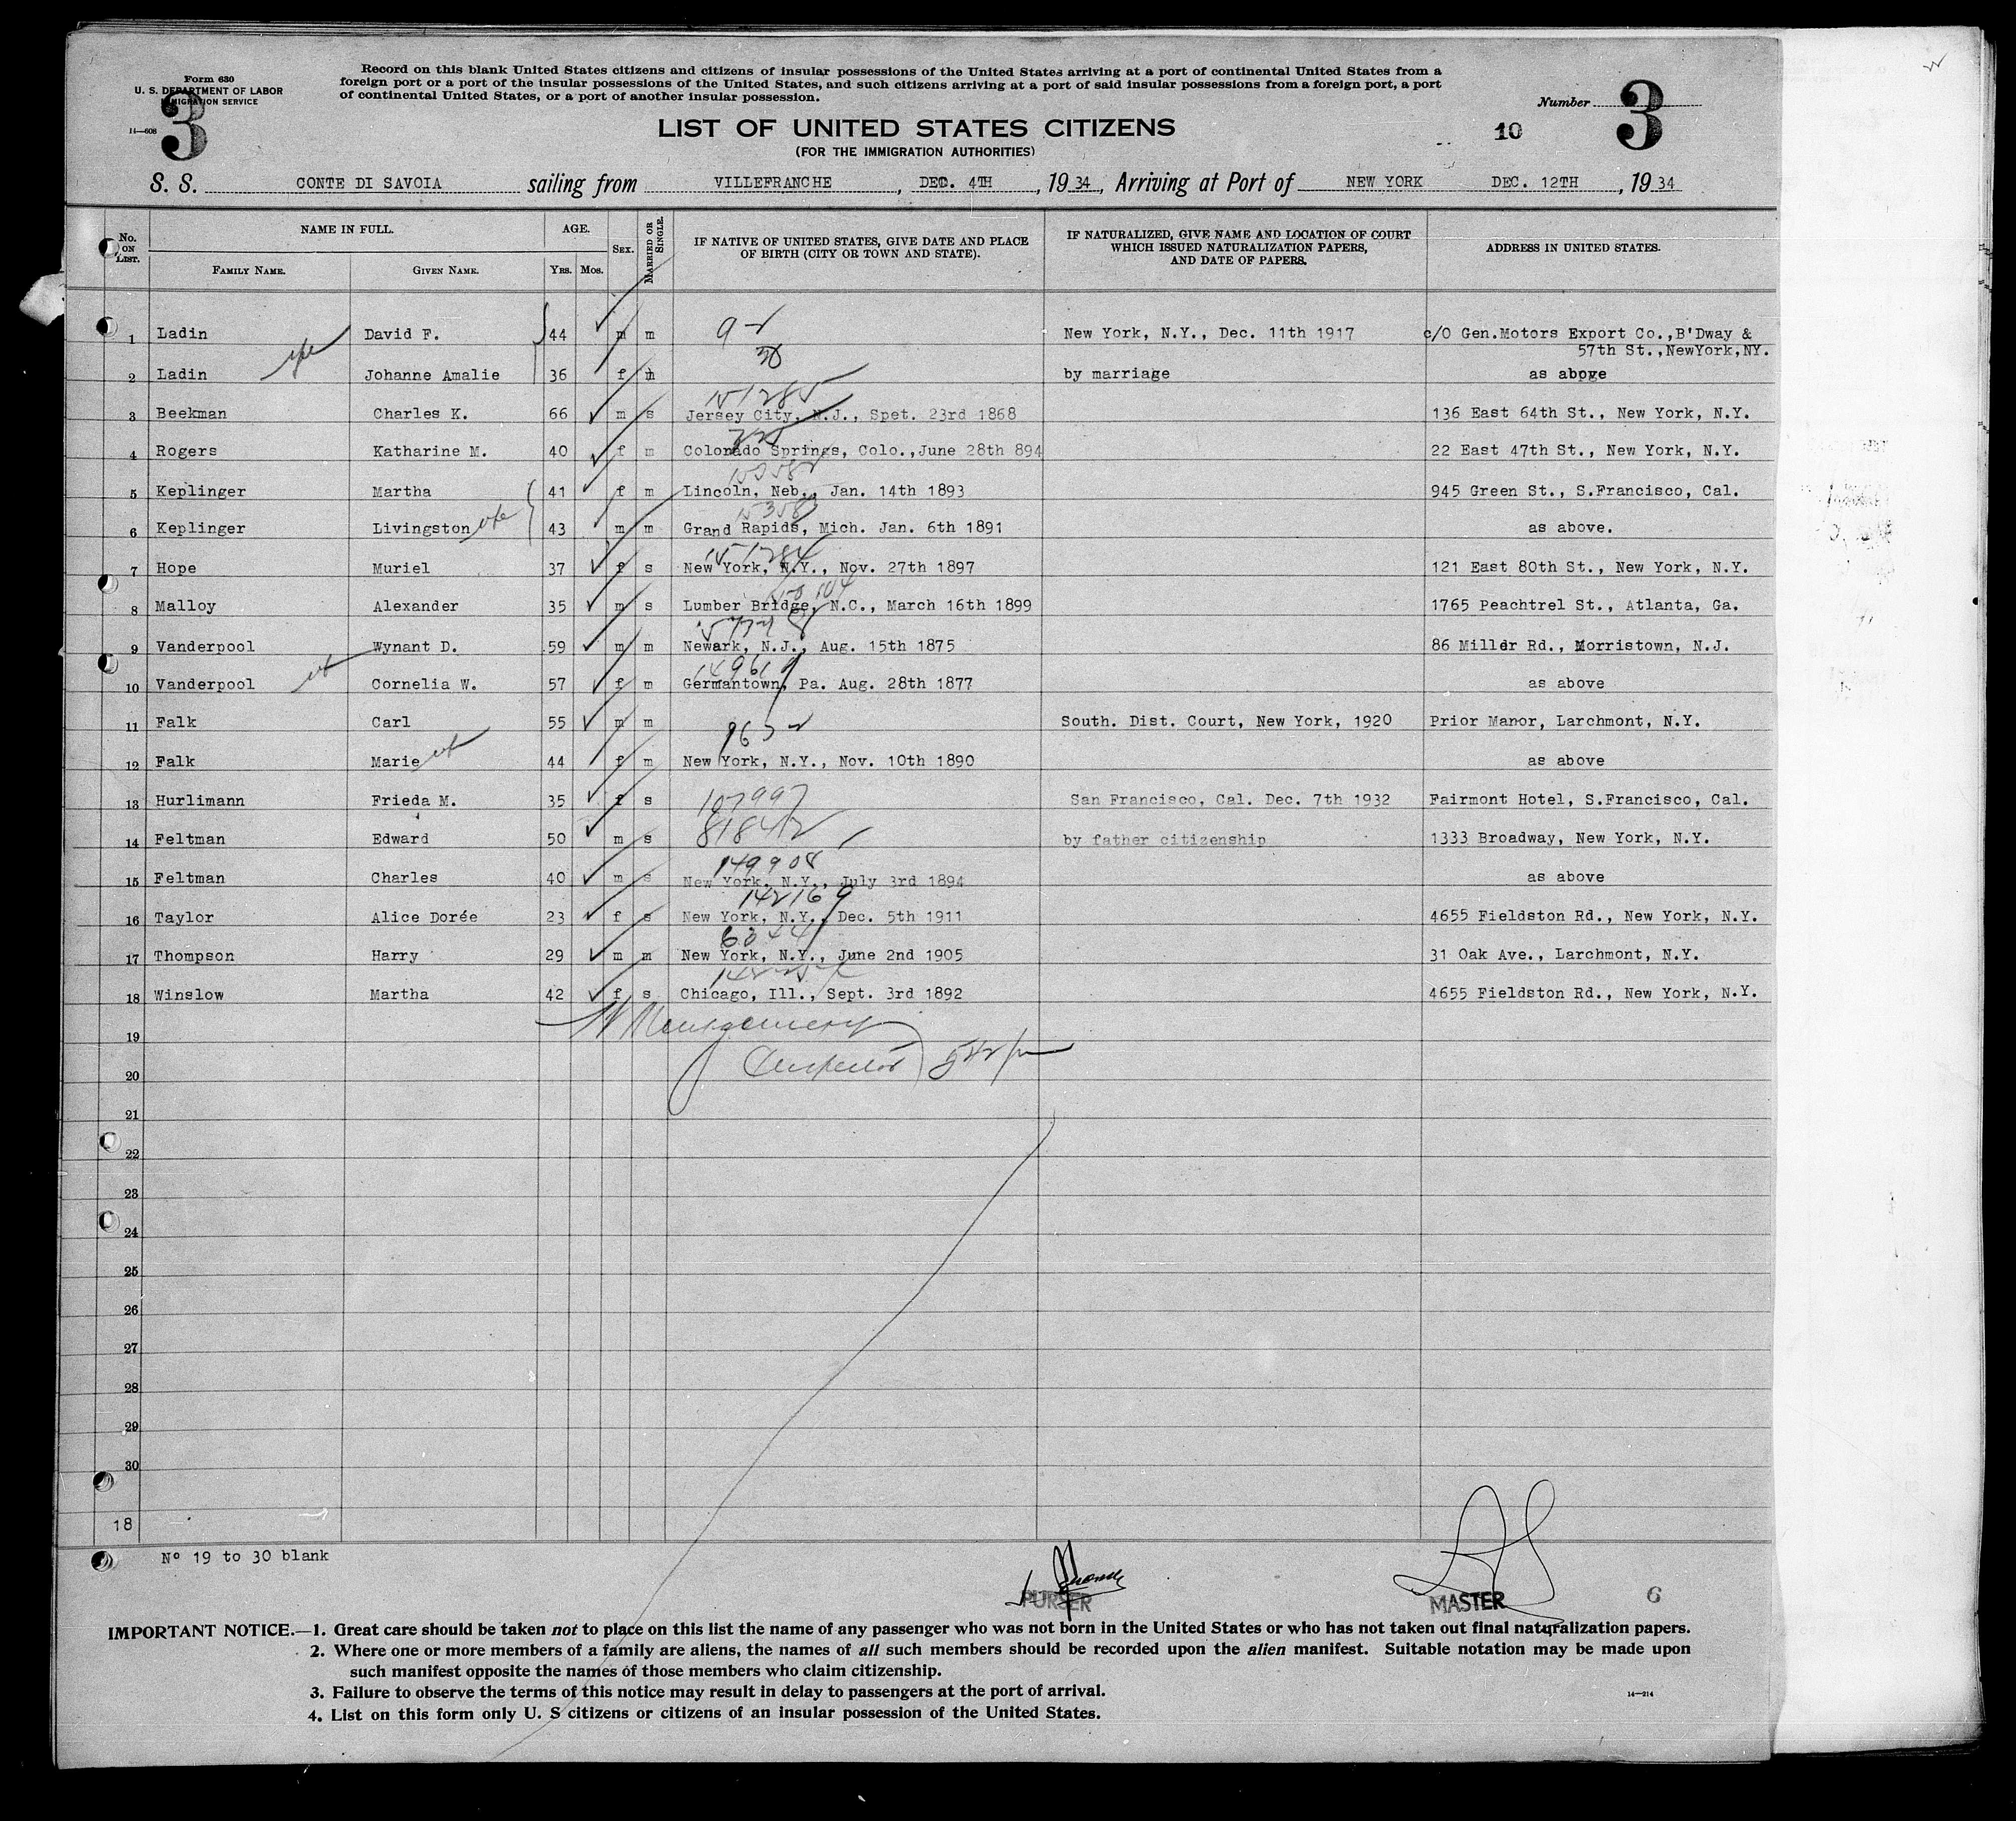 Form 630
U. S. DEPARTMENT OF LABOR
IMMIGRATION SERVICE
14—608
3
Record on this blank United States citizens and citizens of insular possessions of the United States arriving at a port of continental United States from a
foreign port or a port of the insular possessions of the United States, and such citizens arriving at a port of said insular possessions from a foreign port, a port
of continental United States, or a port of another insular possession.
Number 3
LIST OF UNITED STATES CITIZENS
10
(FOR THE IMMIGRATION AUTHORITIES)
S. S. CONTE DI SAVOIA sailing from VILLEFRANCHE, DEC. 4TH, 1934, Arriving at Port of NEW YORK DEC. 12TH, 1934
No. ON LIST. NAME IN FULL. AGE. SEX. MARRIED OR SINGLE. IF NATIVE OF UNITED STATES, GIVE DATE AND PLACE OF BIRTH (CITY OR TOWN AND STATE). IF NATURALIZED, GIVE NAME AND LOCATION OF COURT WHICH ISSUED NATURALIZATION PAPERS, AND DATE OF PAPERS. ADDRESS IN UNITED STATES.
FAMILY NAME. GIVEN NAME. YRS. MOS.
1 Ladin David F. 44 m m New York, N.Y., Dec. 11th 1917 c/O Gen.Motors Export Co.,B'Dway &
57th St.,NewYork,NY.
2 Ladin Johanne Amalie 36 f m by marriage as above
151285
3 Beekman Charles K. 66 m s Jersey City, N.J., Spet. 23rd 1868 136 East 64th St., New York, N.Y.
4 Rogers Katharine M. 40 f m Colorado Springs, Colo.,June 28th 894 22 East 47th St., New York, N.Y.
5 Keplinger Martha 41 f m Lincoln, Neb., Jan. 14th 1893 945 Green St., S.Francisco, Cal.
6 Keplinger Livingston 43 m m Grand Rapids, Mich. Jan. 6th 1891 as above.
151284
7 Hope Muriel 37 f s New York, N.Y., Nov. 27th 1897 121 East 80th St., New York, N.Y.
8 Malloy Alexander 35 m s Lumber Bridge, N.C., March 16th 1899 1765 Peachtrel St., Atlanta, Ga.
9 Vanderpool Wynant D. 59 m m Newark, N.J., Aug. 15th 1875 86 Milldr Rd., Morristown, N.J.
10 Vanderpool Cornelia W. 57 f m Germantown, Pa. Aug. 28th 1877 as above
11 Falk Carl 55 m m South. Dist. Court, New York, 1920 Prior Manor, Larchmont, N.Y.
12 Falk Marie 44 f m New York, N.Y., Nov. 10th 1890 as above
13 Hurlimann Frieda M. 35 f s 107997 San Francisco, Cal. Dec. 7th 1932 Fairmont Hotel, S.Francisco, Cal.
14 Feltman Edward 50 m s by father citizenship 1333 Broadway, New York, N.Y.
149908
15 Feltman Charles 40 m s New York, N.Y., July 3rd 1894 as above
142169
16 Taylor Alice Dorée 23 f s New York, N.Y., Dec. 5th 1911 4655 Fieldston Rd., New York, N.Y.
17 Thompson Harry 29 m m New York, N.Y., June 2nd 1905 31 Oak Ave., Larchmont, N.Y.
18 Winslow Martha 42 f s Chicago, Ill., Sept. 3rd 1892 4655 Fieldston Rd., New York, N.Y.
19 Montgomery
20 Inspector
21
22
23
24
25
26
27
28
29
30
18
Nº 19 to 30 blank
PURSER
MASTER
6
IMPORTANT NOTICE.—1. Great care should be taken not to place on this list the name of any passenger who was not born in the United States or who has not taken out final naturalization papers.
2. Where one or more members of a family are aliens, the names of all such members should be recorded upon the alien manifest. Suitable notation may be made upon
such manifest opposite the names of those members who claim citizenship.
3. Failure to observe the terms of this notice may result in delay to passengers at the port of arrival.
14—214
4. List on this form only U. S citizens or citizens of an insular possession of the United States.